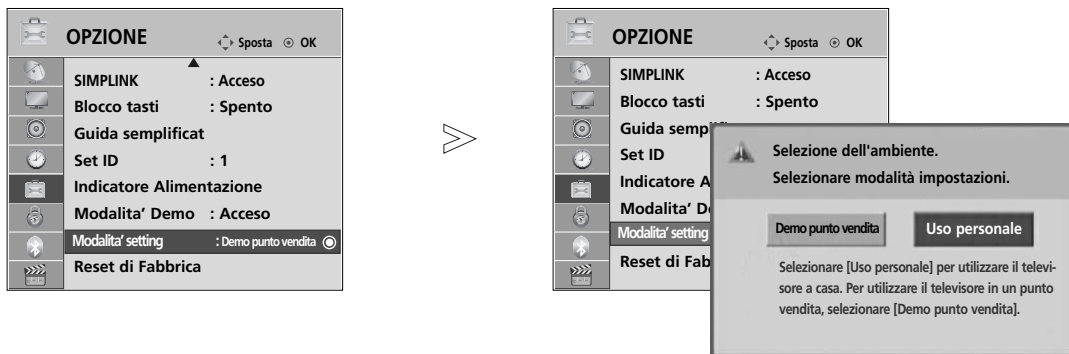 OPZIONE Sposta OK
SIMPLINK : Acceso
Blocco tasti : Spento
Guida semplificat
Set ID : 1
Indicatore Alimentazione
Modalita’ Demo : Acceso
Modalita’ setting : Demo punto vendita
Reset di Fabbrica
OPZIONE Sposta OK
SIMPLINK : Acceso
Blocco tasti : Spento
Guida semplifi
Set ID
Indicatore A
Modalita’ De
Modalita’ setting
Reset di Fab
Selezione dell'ambiente.
Selezionare modalità impostazioni.
Demo punto vendita Uso personale
Selezionare [Uso personale] per utilizzare il televi-
sore a casa. Per utilizzare il televisore in un punto
vendita, selezionare [Demo punto vendita].